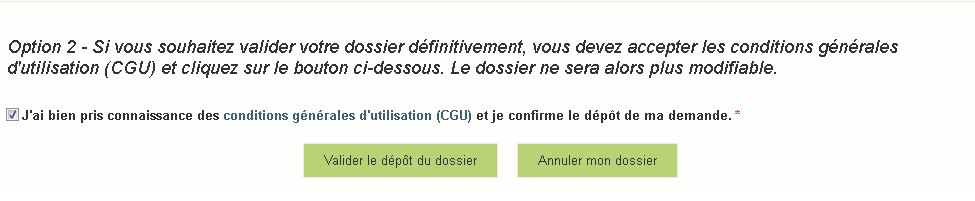 Option 2 - Si vous souhaitez valider votre dossier définitivement, vous devez accepter les conditions générales
d'utilisation (CGU) et cliquez sur le bouton ci-dessous. Le dossier ne sera alors plus modifiable.
J'ai bien pris connaissance des conditions générales d'utilisation (CGU) et je confirme le dépôt de ma demande. *
Valider le dépôt du dossier Annuler mon dossier